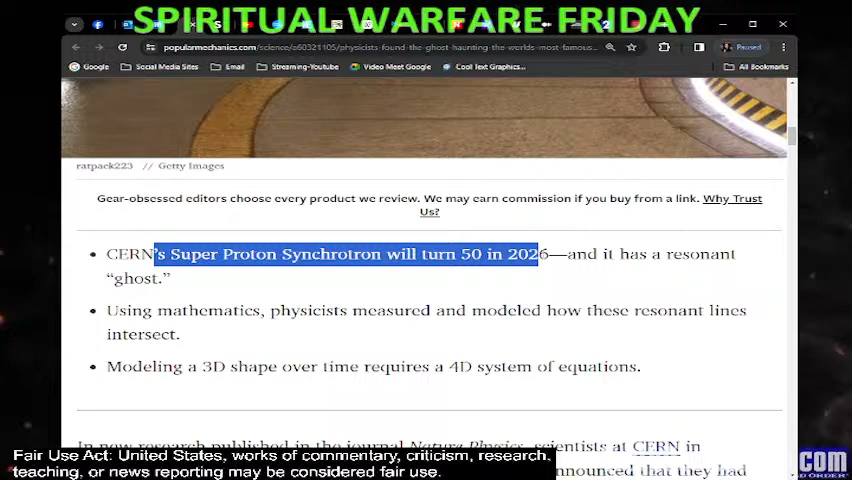 SPIRITUAL WARFARE FRIDAY
popularmechanics.com/science/a60321105/physicists-found-the-ghost-haunting-the-worlds-most-famous...
Paused
Google
Social Media Sites
Email
Streaming-Youtube
Video Meet Google
Cool Text Graphics...
All Bookmarks
ratpack223 // Getty Images
Gear-obsessed editors choose every product we review. We may earn commission if you buy from a link. Why Trust
Us?
• CERN's Super Proton Synchrotron will turn 50 in 2026—and it has a resonant
“ghost.”
• Using mathematics, physicists measured and modeled how these resonant lines
intersect.
• Modeling a 3D shape over time requires a 4D system of equations.
In new research published in the journal Nature Physics, scientists at CERN in
nnounced that they had
Fair Use Act: United States, works of commentary, criticism, research,
teaching, or news reporting may be considered fair use.
.com